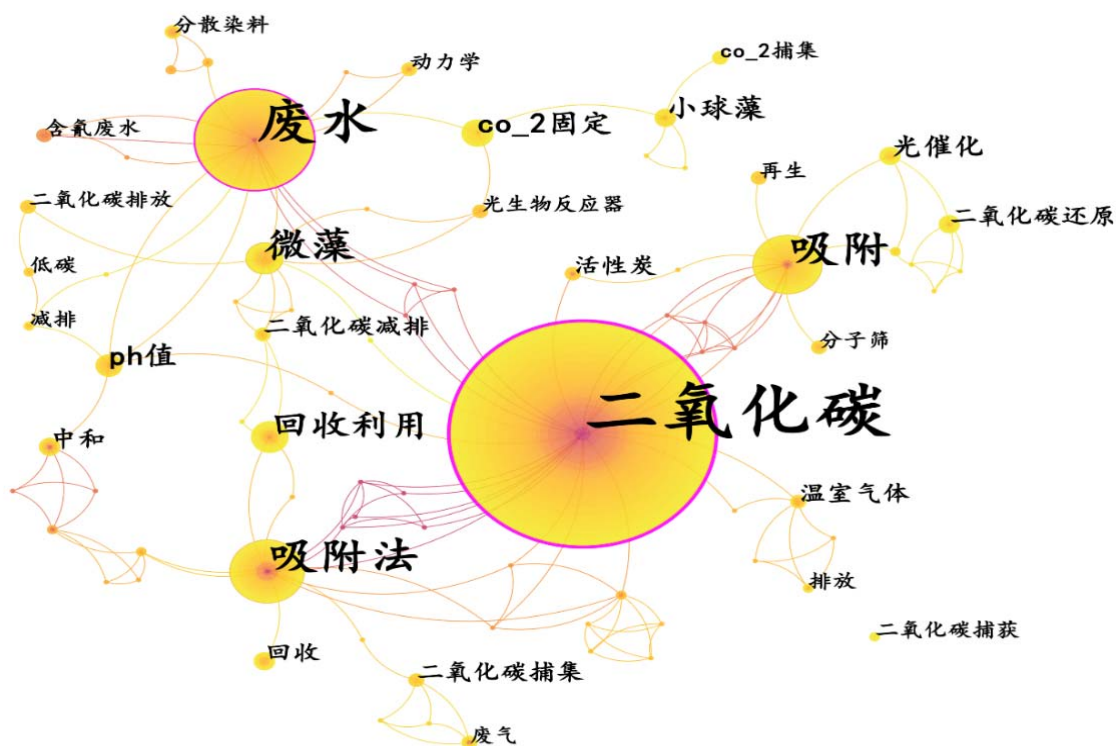 分散染料
动力学
co_2捕集
废水
小球藻
含氰废水
co_2固定
光催化
再生
二氧化碳排放
光生物反应器
二氧化碳还原
微藻
吸附
低碳
活性炭
减排
二氧化碳减排
分子筛
ph值
二氧化碳
回收利用
中和
温室气体
吸附法
排放
二氧化碳捕获
回收
二氧化碳捕集
废气